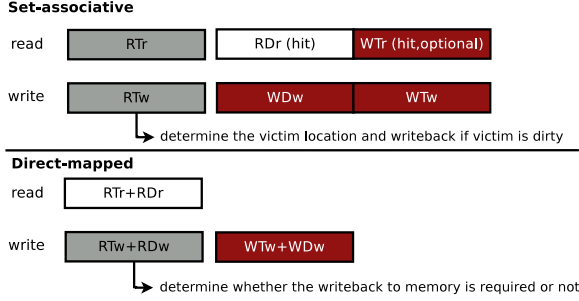 Set-associative
read RTr RDr (hit) WTr (hit,optional)
write RTw WDw WTw
determine the victim location and writeback if victim is dirty
Direct-mapped
read RTr+RDr
write RTw+RDw WTw+WDw
determine whether the writeback to memory is required or not